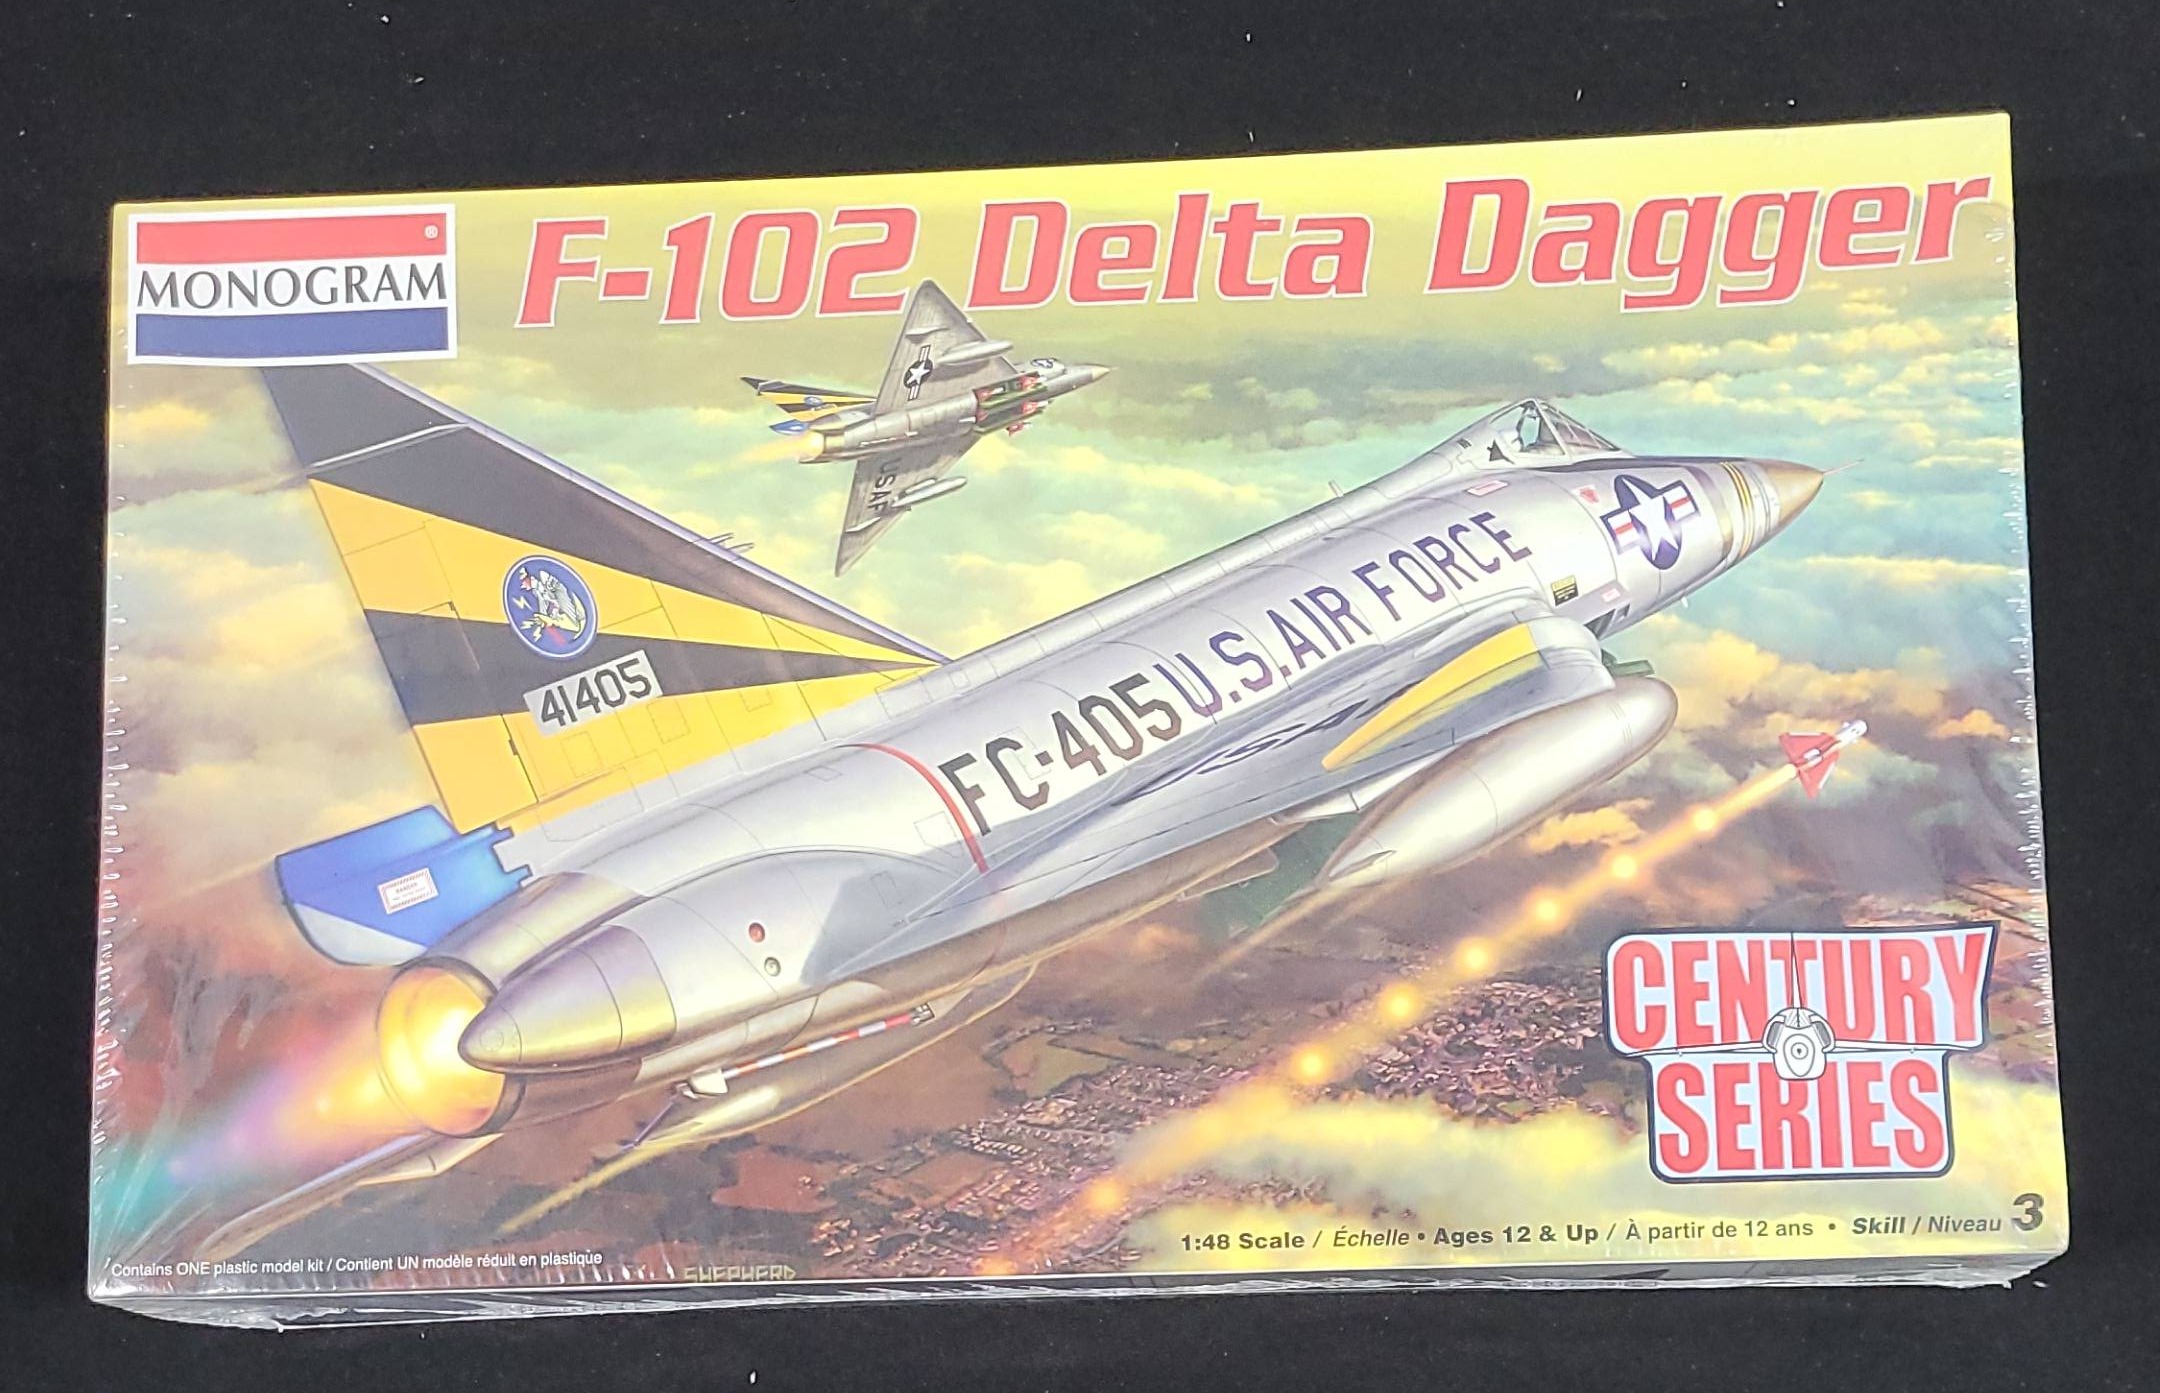 F-102 Delta Dagger
®
MONOGRAM
USAF
41405
FC-405 U.S. AIR FORCE
USAF
CENTURY
SERIES
1:48 Scale / Échelle • Ages 12 & Up / À partir de 12 ans • Skill / Niveau 3
Contains ONE plastic model kit / Contient UN modèle réduit en plastique
SHEPHERD